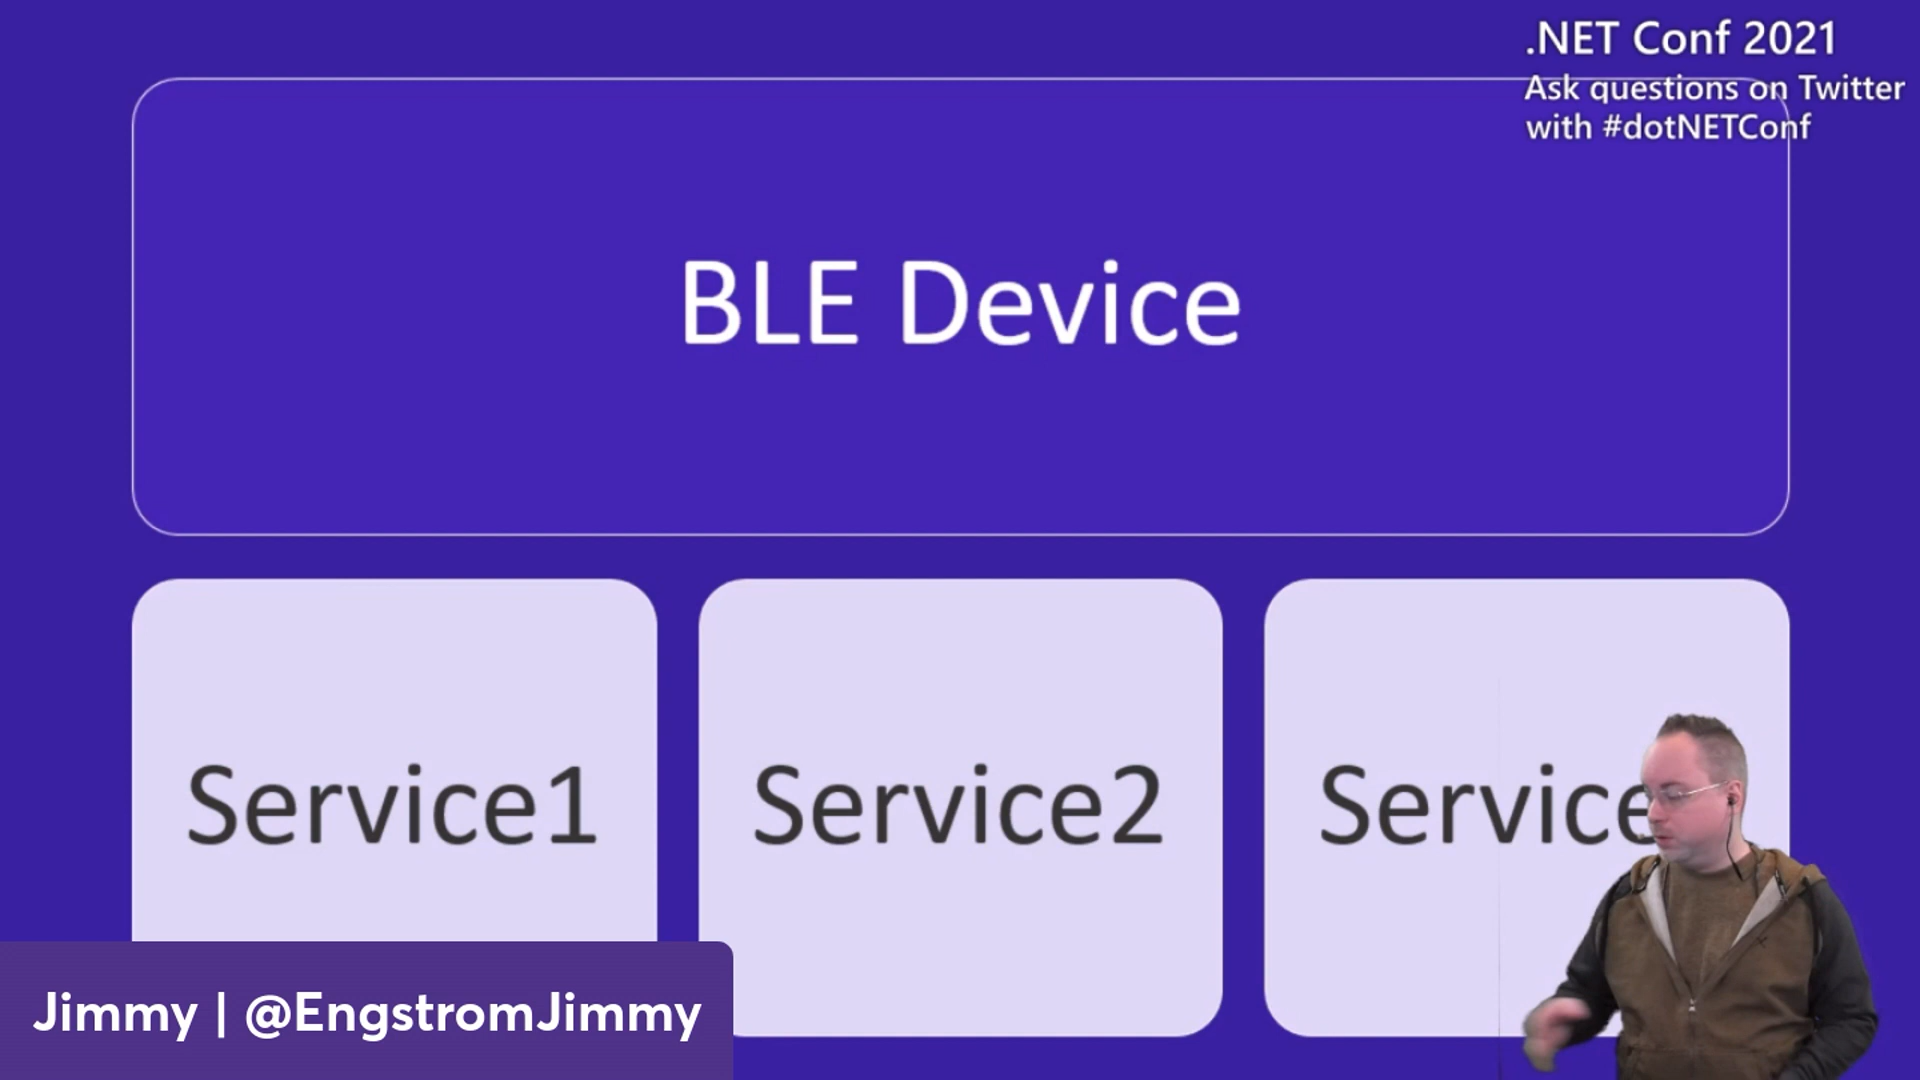 .NET Conf 2021
Ask questions on Twitter
with #dotNETConf
BLE Device
Service1
Service2
Service
Jimmy | @EngstromJimmy